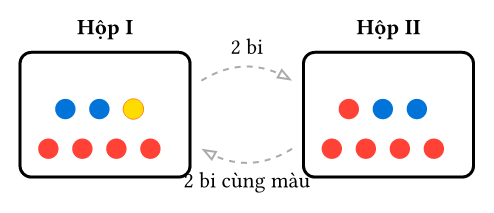 Hộp I
Hộp II
2 bi
2 bi cùng màu